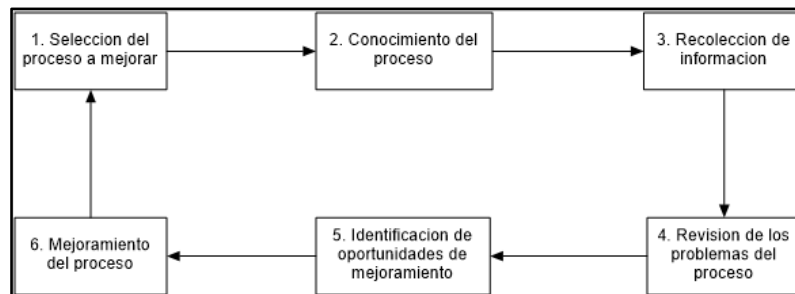 1. Seleccion del
proceso a mejorar
2. Conocimiento del
proceso
3. Recoleccion de
informacion
4. Revision de los
problemas del
proceso
5. Identificacion de
oportunidades de
mejoramiento
6. Mejoramiento
del proceso